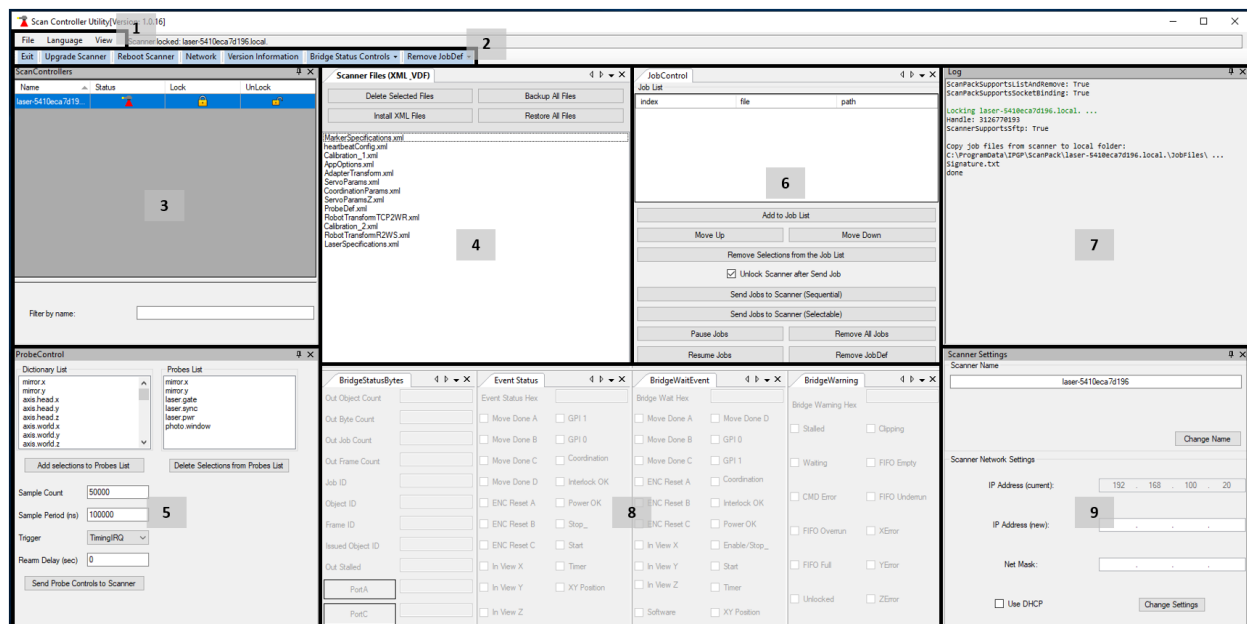 Scan Controller Utility[Version: 1.0.16]
File Language View
1
Scanner locked: laser-5410eca7d196.local.
2
Exit Upgrade Scanner Reboot Scanner Network Version Information Bridge Status Controls Remove JobDef
ScanControllers
Name Status Lock UnLock
laser-5410eca7d19...
3
Filter by name:
Scanner Files (XML ,VDF)
Delete Selected Files Backup All Files
Install XML Files Restore All Files
MarkerSpecifications.xml
heartbeatConfig.xml
Calibration_1.xml
AppOptions.xml
AdapterTransform.xml
ServoParams.xml
CoordinationParams.xml
ServoParamsZ.xml
ProbeDef.xml
RobotTransformTCP2WR.xml
Calibration_2.xml
RobotTransformR2WS.xml
LaserSpecifications.xml
4
JobControl
Job List
index file path
6
Add to Job List
Move Up Move Down
Remove Selections from the Job List
Unlock Scanner after Send Job
Send Jobs to Scanner (Sequential)
Send Jobs to Scanner (Selectable)
Pause Jobs Remove All Jobs
Resume Jobs Remove JobDef
Log
ScanPackSupportsListAndRemove: True
ScanPackSupportsSocketBinding: True
Locking laser-5410eca7d196.local. ...
Handle: 3126770193
ScannerSupportsSftp: True
Copy job files from scanner to local folder:
C:\ProgramData\IPGP\ScanPack\laser-5410eca7d196.local.\JobFiles\ ...
Signature.txt
done
7
ProbeControl
Dictionary List Probes List
mirror.x
mirror.y
axis.head.x
axis.head.y
axis.head.z
axis.world.x
axis.world.y
axis.world.z
mirror.x
mirror.y
laser.gate
laser.sync
laser.pwr
photo.window
Add selections to Probes List Delete Selections from Probes List
Sample Count 50000
Sample Period (ns) 100000
5
Trigger TimingIRQ
Rearm Delay (sec) 0
Send Probe Controls to Scanner
BridgeStatusBytes
Out Object Count
Out Byte Count
Out Job Count
Out Frame Count
Job ID
Object ID
Frame ID
Issued Object ID
Out Stalled
PortA
PortC
Event Status
Event Status Hex
Move Done A GPI 1
Move Done B GPI 0
Move Done C Coordination
Move Done D Interlock OK
ENC Reset A Power OK
ENC Reset B Stop_
ENC Reset C Start
In View X Timer
In View Y XY Position
In View Z
8
BridgeWaitEvent
Bridge Wait Hex
Move Done A Move Done D
Move Done B GPI 0
Move Done C GPI 1
ENC Reset A Coordination
ENC Reset B Interlock OK
ENC Reset C Power OK
In View X Enable/Stop_
In View Y Start
In View Z Timer
Software XY Position
BridgeWarning
Bridge Warning Hex
Stalled Clipping
Waiting FIFO Empty
CMD Error FIFO Underrun
FIFO Overrun XError
FIFO Full YError
Unlocked ZError
Scanner Settings
Scanner Name
laser-5410eca7d196
Change Name
Scanner Network Settings
IP Address (current): 192 . 168 . 100 . 20
9
IP Address (new): . . .
Net Mask: . . .
Use DHCP Change Settings